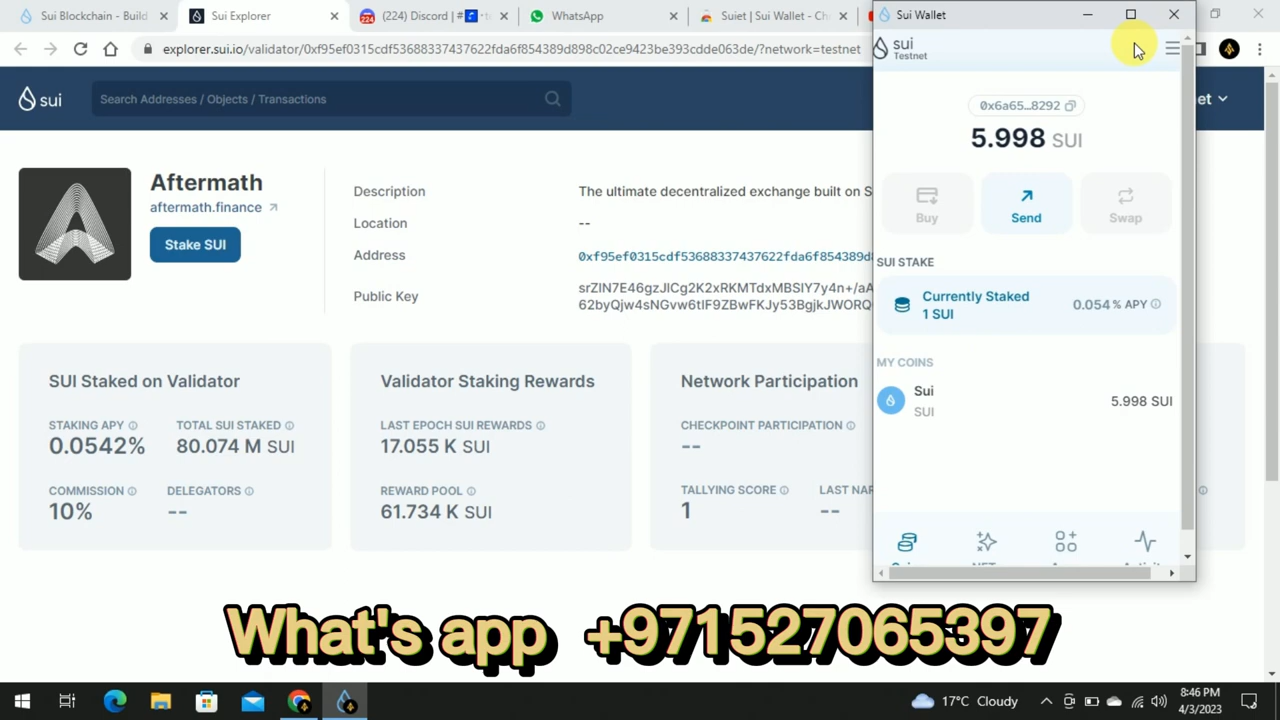 Sui Blockchain - Build
Sui Explorer
(224) Discord | #
WhatsApp
Suiet | Sui Wallet - Ch
Sui Wallet
explorer.sui.io/validator/0xf95ef0315cdf53688337437622fda6f854389d898c02ce9423be393cde063de/?network=testnet
sui
Testnet
sui
Search Addresses / Objects / Transactions
et
0x6a65...8292
5.998 SUI
Buy
Send
Swap
Aftermath
aftermath.finance
Stake SUI
Description
The ultimate decentralized exchange built on S
Location
--
Address
Public Key
SUI STAKE
Currently Staked
1 SUI
0.054 % APY
MY COINS
Sui
SUI
5.998 SUI
SUI Staked on Validator
STAKING APY
0.0542%
TOTAL SUI STAKED
80.074 M SUI
COMMISSION
10%
DELEGATORS
--
Validator Staking Rewards
LAST EPOCH SUI REWARDS
17.055 K SUI
REWARD POOL
61.734 K SUI
Network Participation
CHECKPOINT PARTICIPATION
--
TALLYING SCORE
1
LAST NAR
--
What's app +971527065397
17°C Cloudy
8:46 PM
4/3/2023